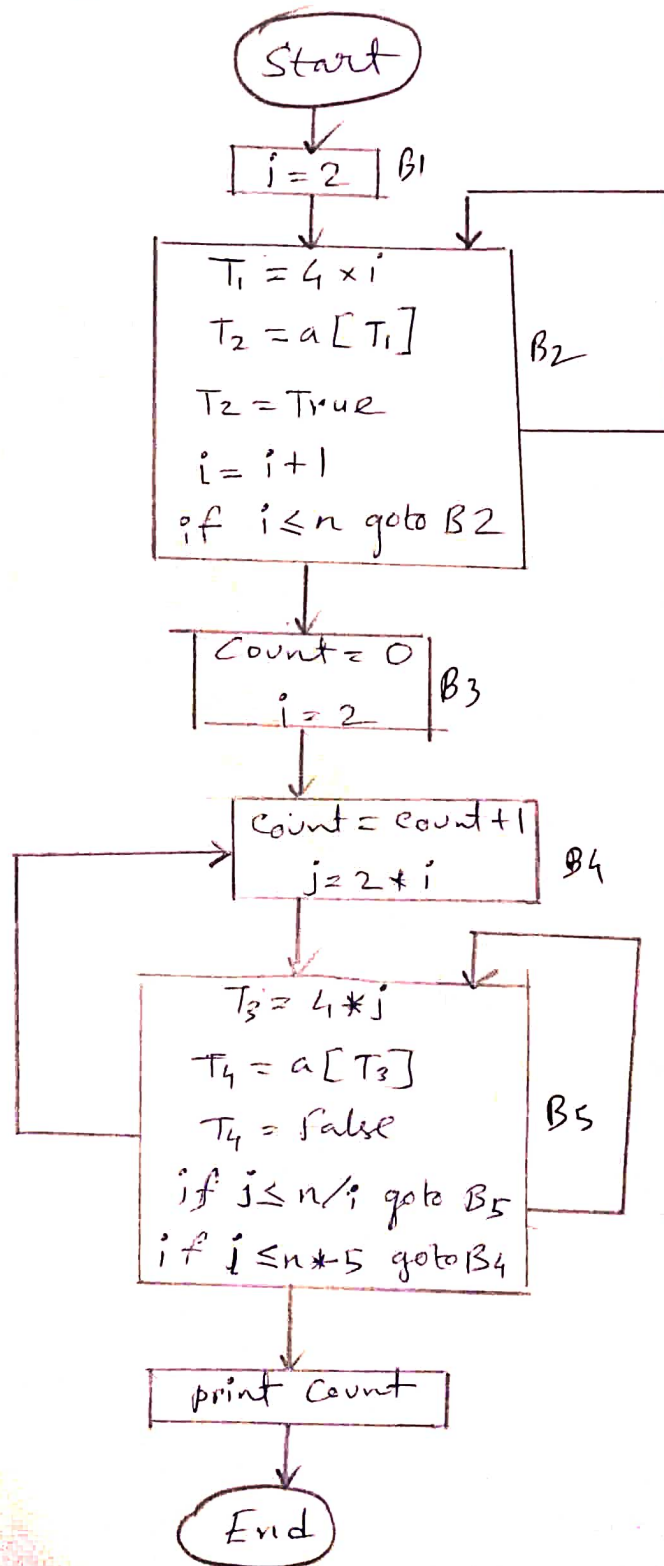 Start
i = 2
B1
T₁ = 4 × i
T₂ = a[T₁]
T₂ = True
i = i + 1
if i ≤ n goto B2
B2
Count = 0
i = 2
B3
Count = Count + 1
j = 2 * i
B4
T₃ = 4 * j
T₄ = a[T₃]
T₄ = false
if j ≤ n/i goto B5
if j ≤ n * 5 goto B4
B5
print Count
End